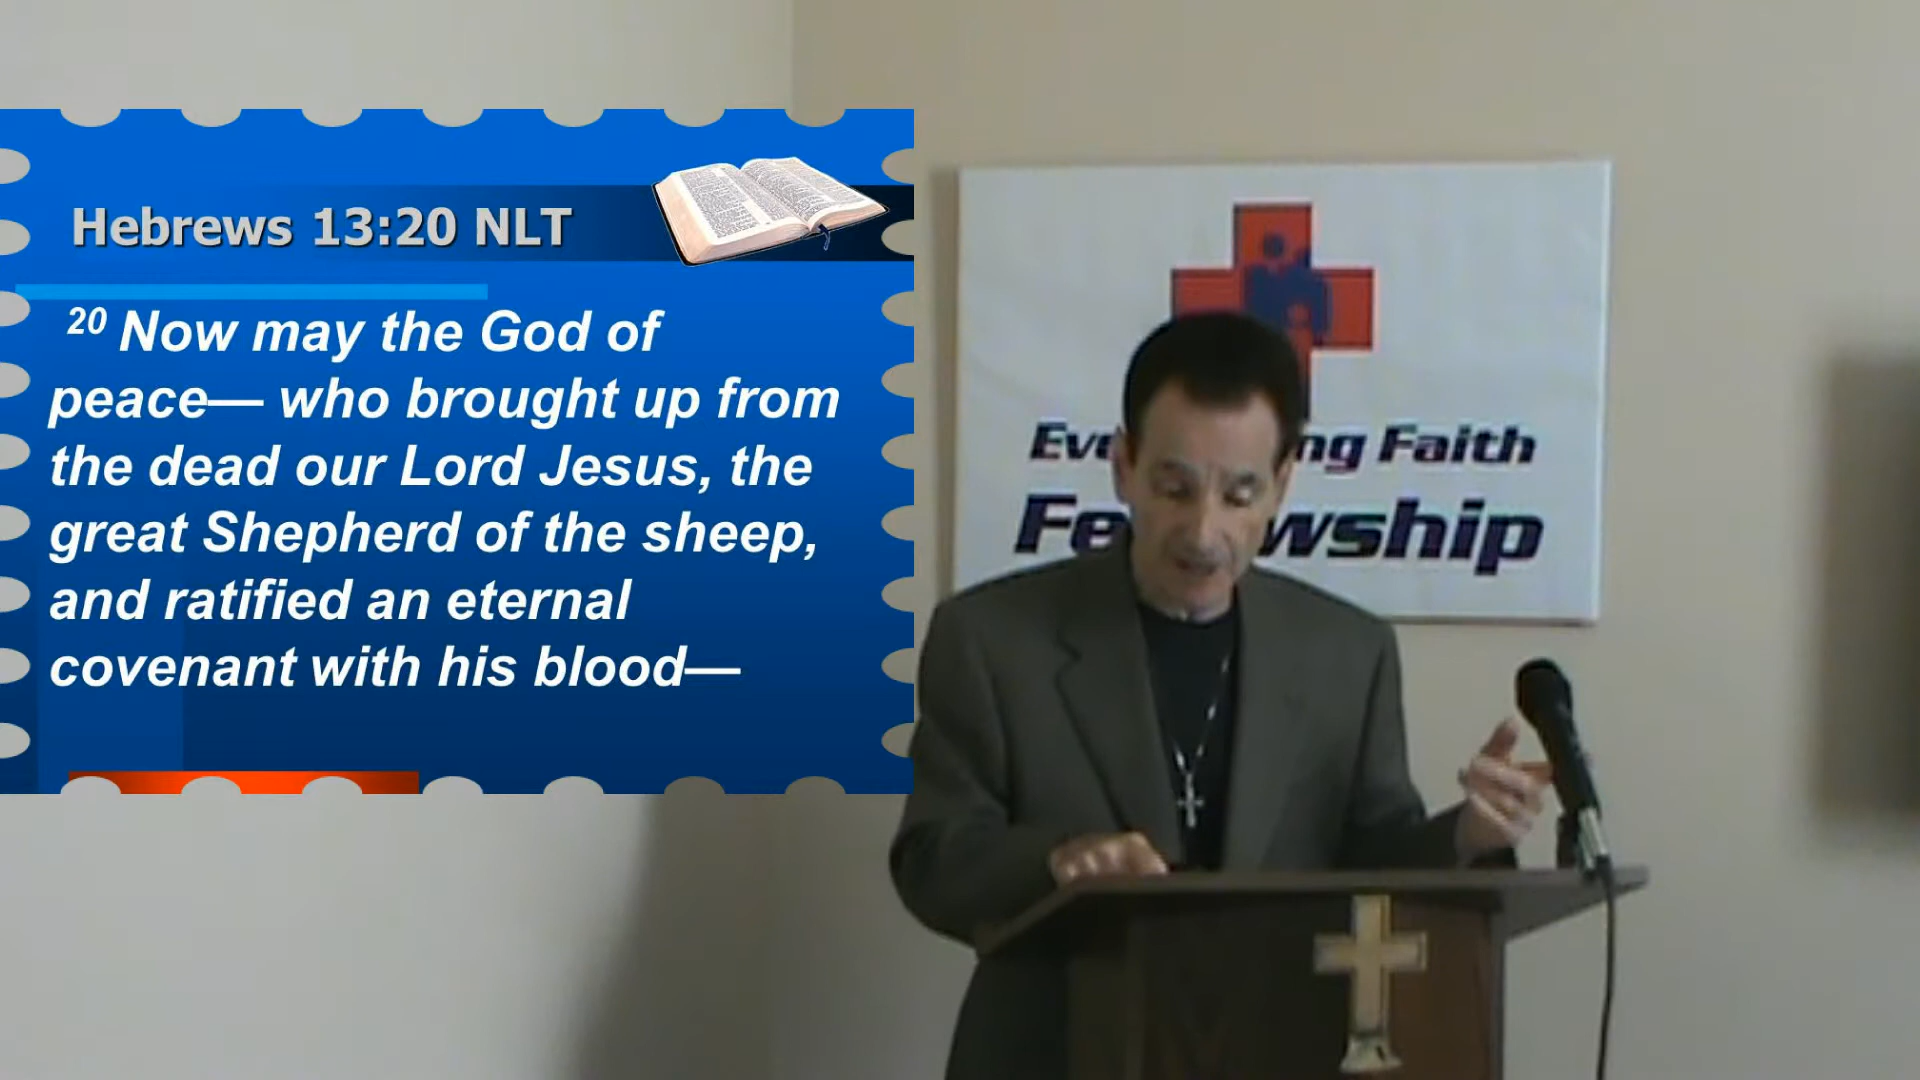 Hebrews 13:20 NLT
20 Now may the God of
peace— who brought up from
the dead our Lord Jesus, the
great Shepherd of the sheep,
and ratified an eternal
covenant with his blood—
Faith